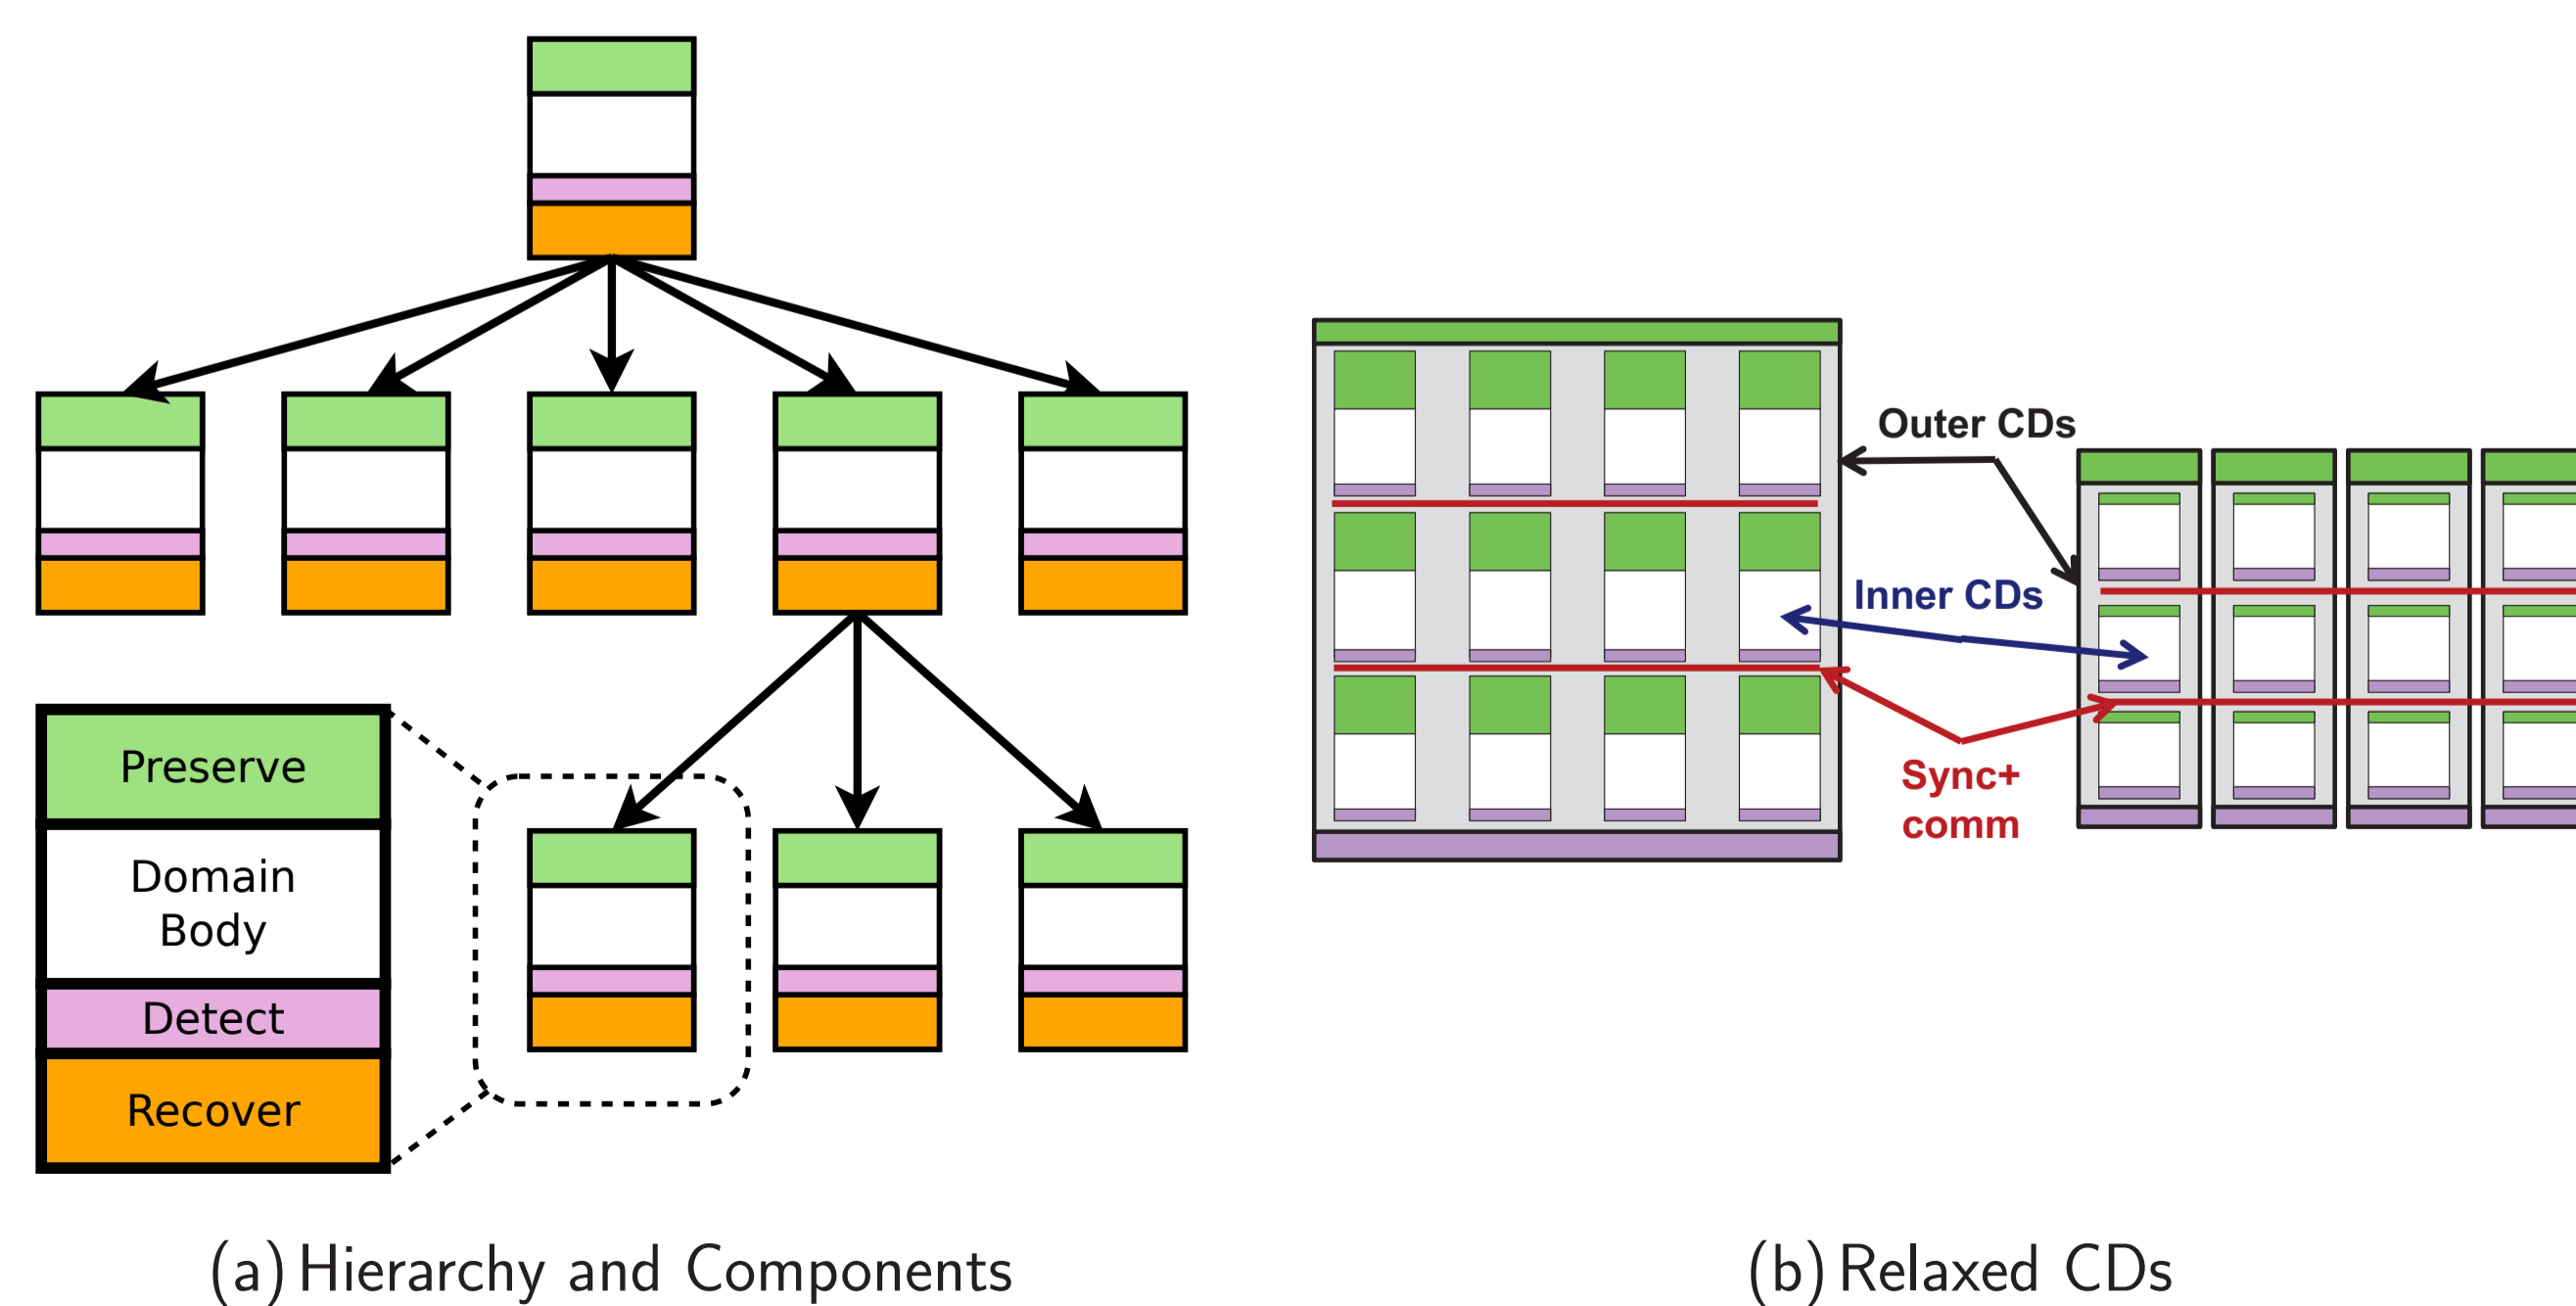 Preserve
Domain
Body
Detect
Recover
(a) Hierarchy and Components
Outer CDs
Inner CDs
Sync+
comm
(b) Relaxed CDs